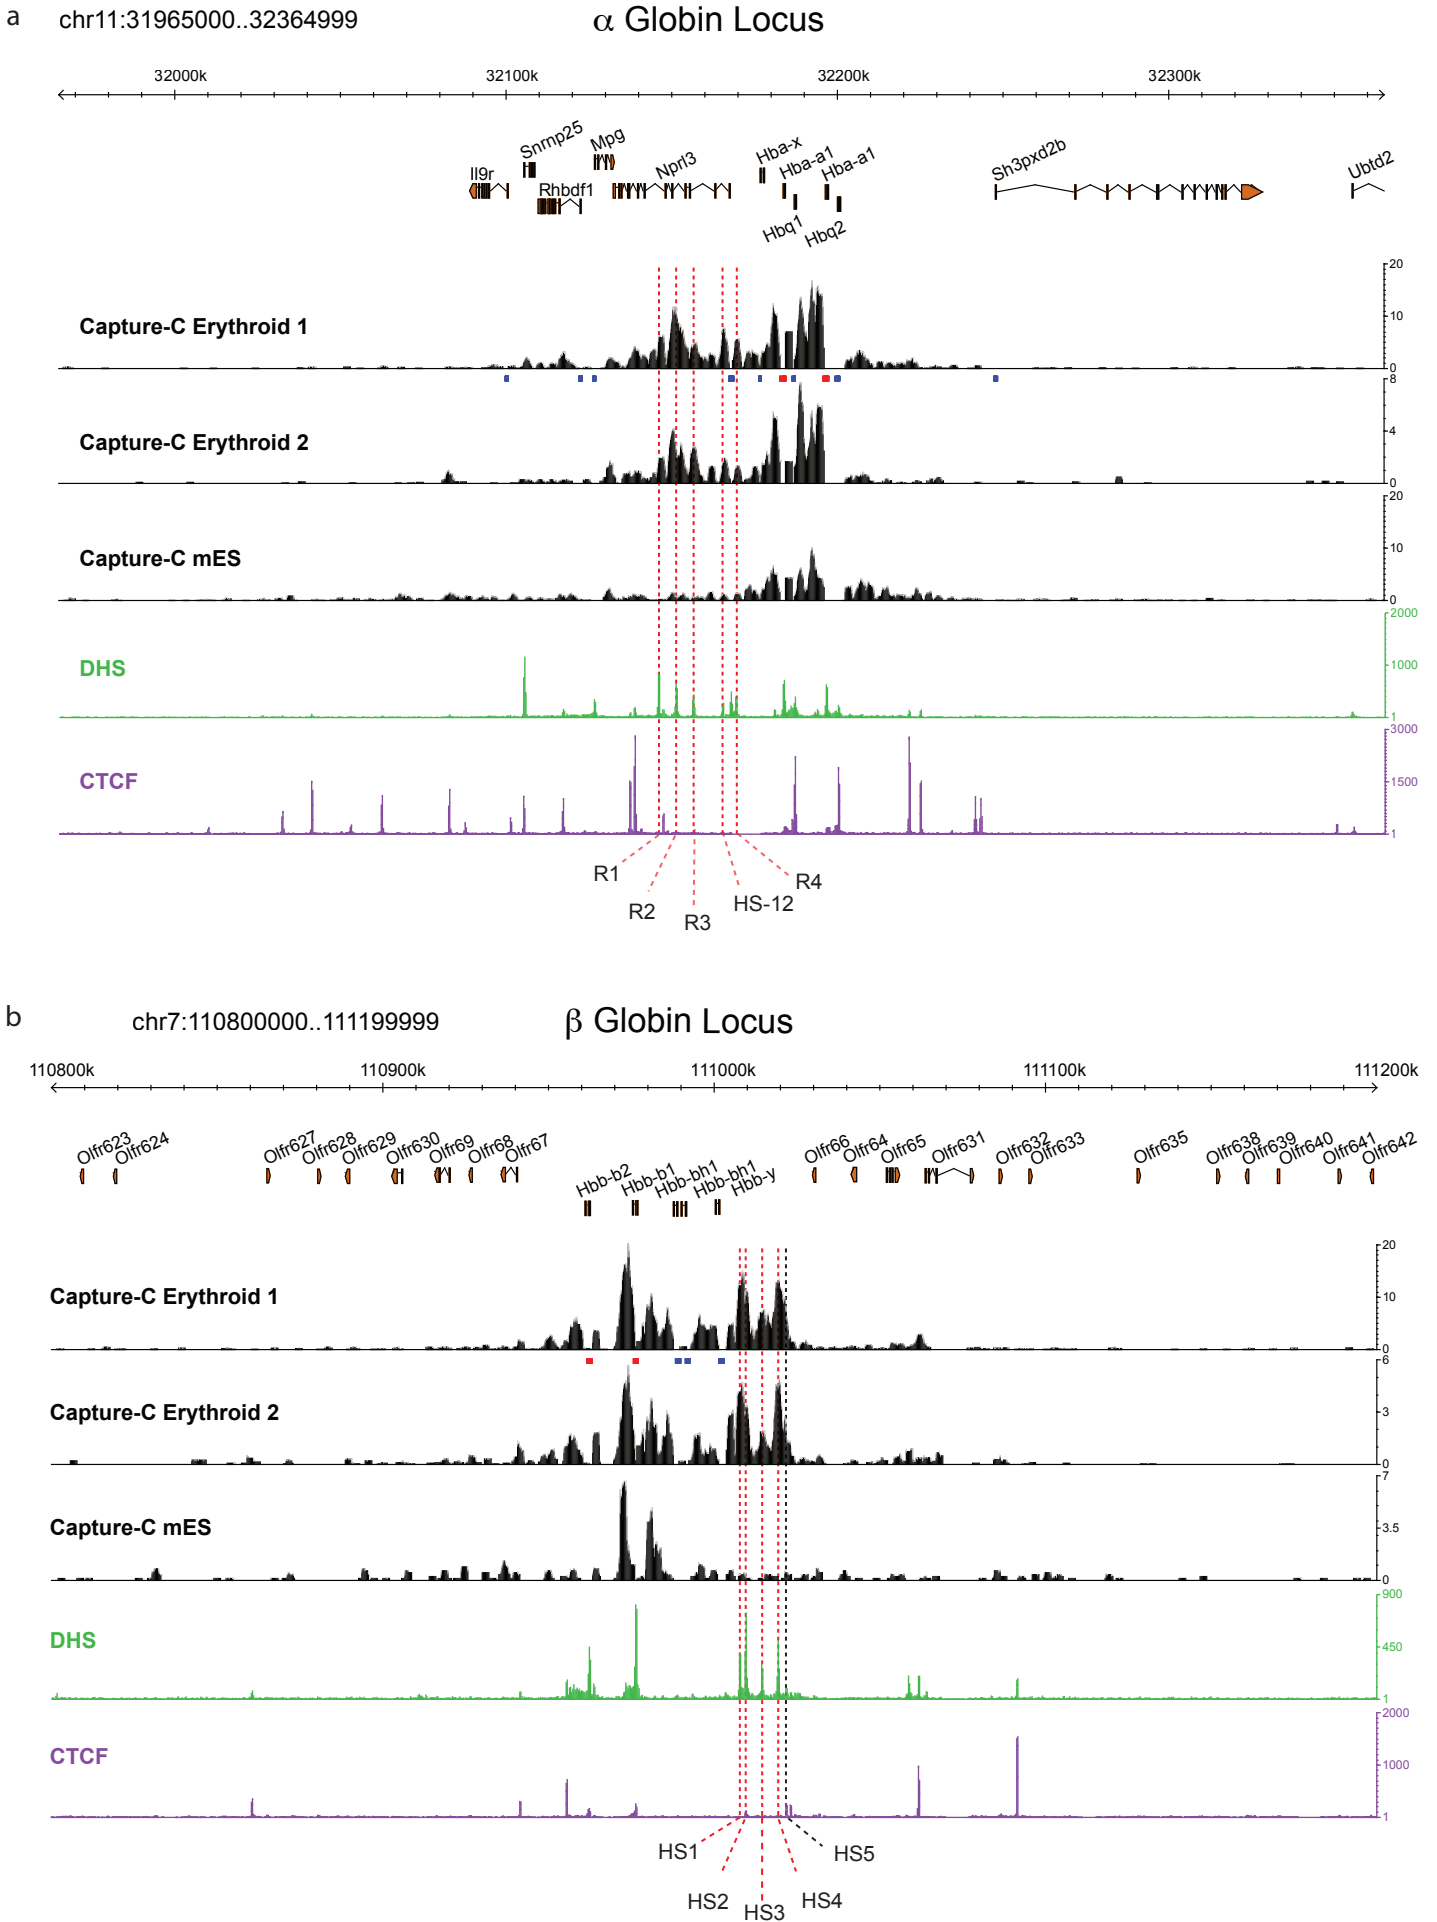 a
chr11:31965000..32364999
α Globin Locus
32000k 32100k 32200k 32300k
Il9r
Snrnp25
Rhbdf1
Mpg
Nprl3
Hba-x
Hba-a1
Hba-a1
Hbq1
Hbq2
Sh3pxd2b
Ubtd2
Capture-C Erythroid 1
20
10
0
Capture-C Erythroid 2
8
4
0
Capture-C mES
20
10
0
DHS
2000
1000
1
CTCF
3000
1500
1
R1
R2
R3
HS-12
R4
b
chr7:110800000..111199999
β Globin Locus
110800k 110900k 111000k 111100k 111200k
Olfr623
Olfr624
Olfr627
Olfr628
Olfr629
Olfr630
Olfr69
Olfr68
Olfr67
Hbb-b2
Hbb-b1
Hbb-bh1
Hbb-bh1
Hbb-y
Olfr66
Olfr64
Olfr65
Olfr631
Olfr632
Olfr633
Olfr635
Olfr638
Olfr639
Olfr640
Olfr641
Olfr642
Capture-C Erythroid 1
20
10
0
Capture-C Erythroid 2
6
3
0
Capture-C mES
7
3.5
0
DHS
900
450
1
CTCF
2000
1000
1
HS1
HS2
HS3
HS4
HS5